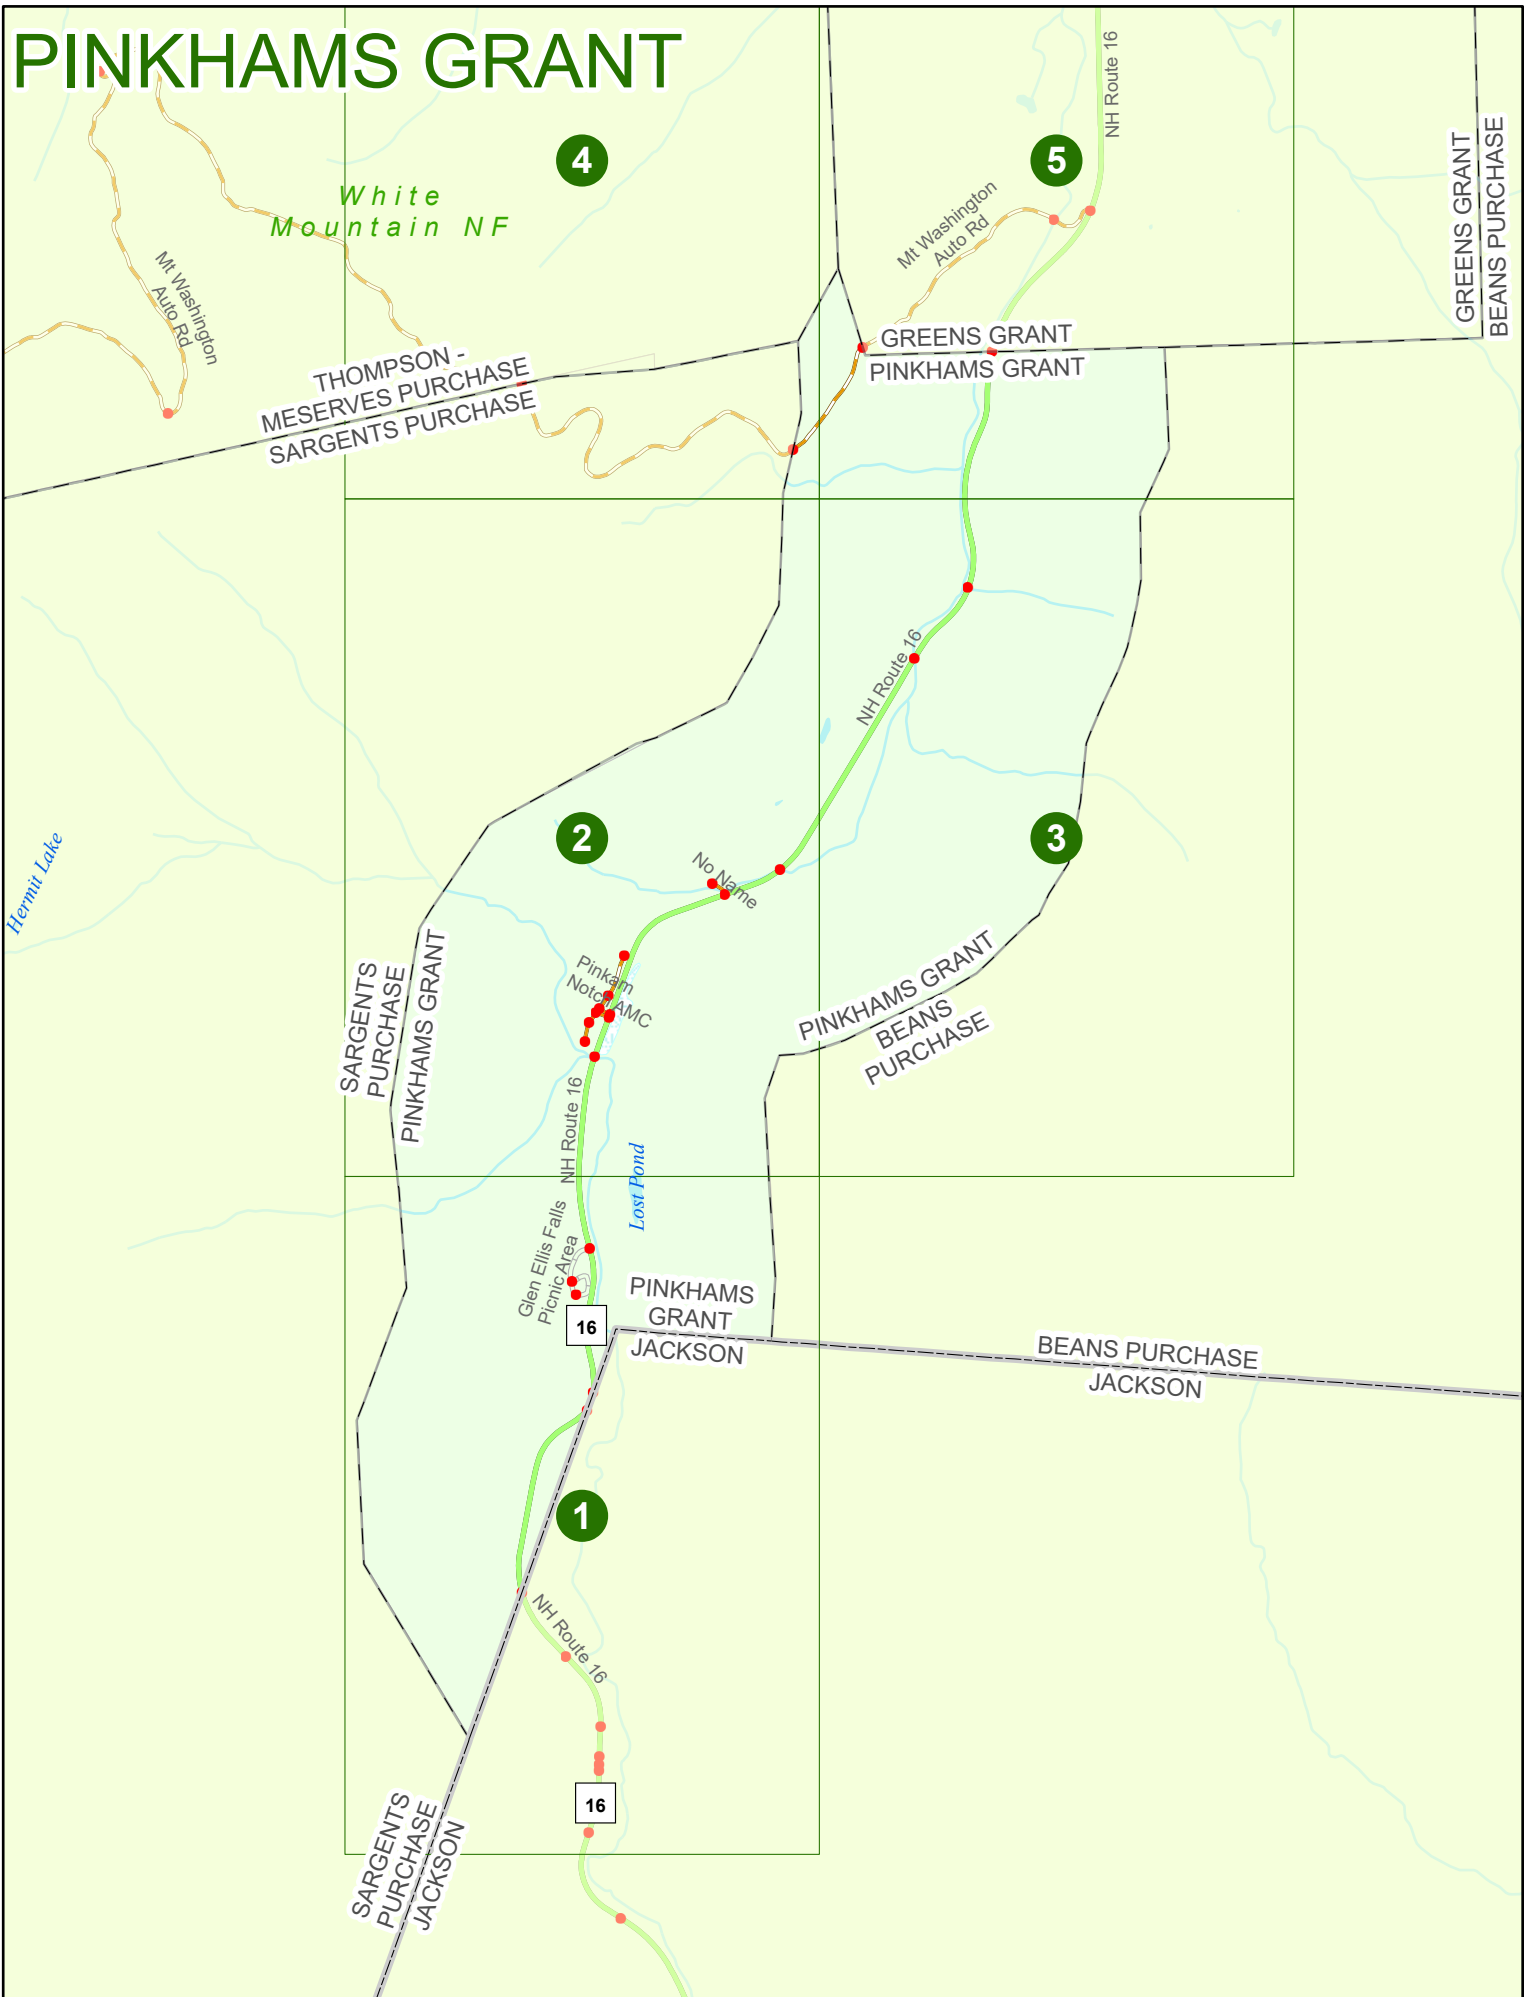 PINKHAMS GRANT
4
5
NH Route 16
White
Mountain NF
GREENS GRANT
BEANS PURCHASE
Mt Washington
Auto Rd
Mt Washington
Auto Rd
THOMPSON -
MESERVES PURCHASE
SARGENTS PURCHASE
GREENS GRANT
PINKHAMS GRANT
NH Route 16
2
3
Hermit Lake
No Name
Pinkam
Notch AMC
SARGENTS
PURCHASE
PINKHAMS GRANT
PINKHAMS GRANT
BEANS
PURCHASE
NH Route 16
Lost Pond
Glen Ellis Falls
Picnic Area
16
PINKHAMS
GRANT
JACKSON
BEANS PURCHASE
JACKSON
1
NH Route 16
16
SARGENTS
PURCHASE
JACKSON